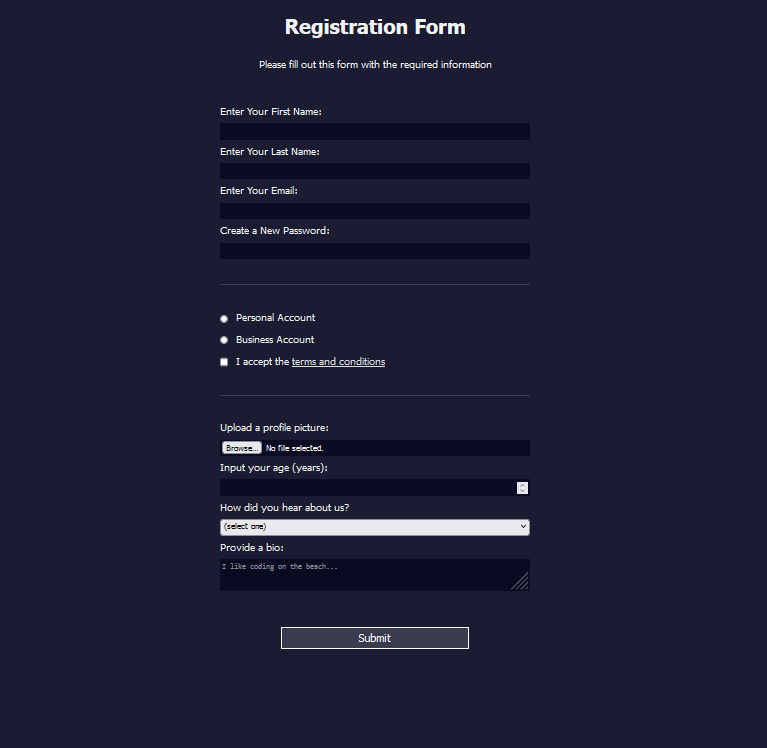 Registration Form
Please fill out this form with the required information
Enter Your First Name:
Enter Your Last Name:
Enter Your Email:
Create a New Password:
Personal Account
Business Account
I accept the terms and conditions
Upload a profile picture:
Browse... No file selected.
Input your age (years):
How did you hear about us?
(select one)
Provide a bio:
I like coding on the beach...
Submit